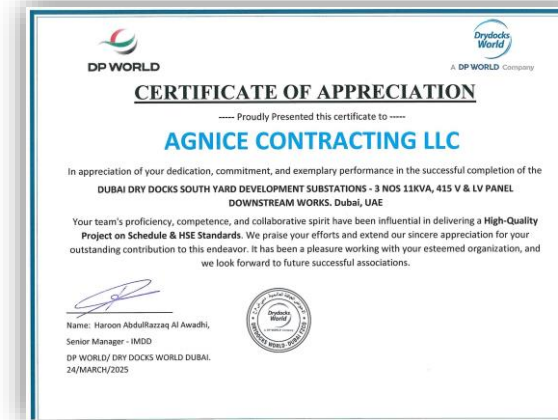 DP WORLD
Drydocks
World
A DP WORLD Company
CERTIFICATE OF APPRECIATION
----- Proudly Presented this certificate to -----
AGNICE CONTRACTING LLC
In appreciation of your dedication, commitment, and exemplary performance in the successful completion of the
DUBAI DRY DOCKS SOUTH YARD DEVELOPMENT SUBSTATIONS - 3 NOS 11KVA, 415 V & LV PANEL
DOWNSTREAM WORKS. Dubai, UAE
Your team's proficiency, competence, and collaborative spirit have been influential in delivering a High-Quality
Project on Schedule & HSE Standards. We praise your efforts and extend our sincere appreciation for your
outstanding contribution to this endeavor. It has been a pleasure working with your esteemed organization, and
we look forward to future successful associations.
Drydocks
World
DRYDOCKS WORLD - DUBAI
Name: Haroon AbdulRazzaq Al Awadhi,
Senior Manager - IMDD
DP WORLD/ DRY DOCKS WORLD DUBAI.
24/MARCH/2025